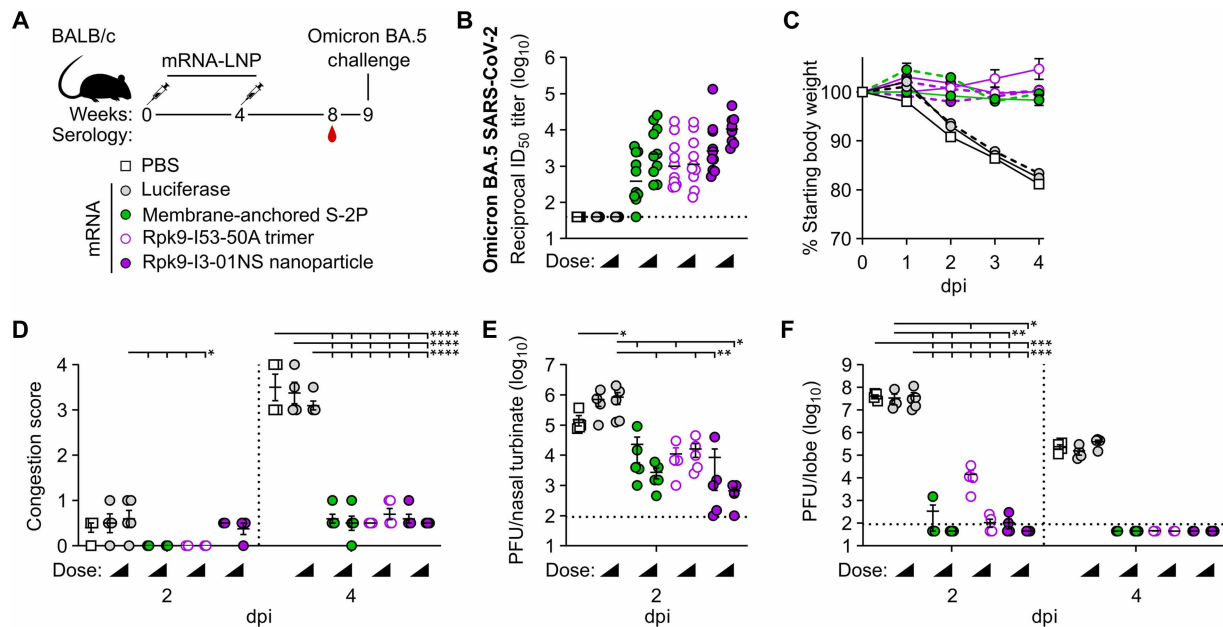 A
BALB/c
mRNA-LNP
Omicron BA.5
challenge
Weeks: 0 4 8 9
Serology:
PBS
mRNA
Luciferase
Membrane-anchored S-2P
Rpk9-I53-50A trimer
Rpk9-I3-01NS nanoparticle
B
Omicron BA.5 SARS-CoV-2
Reciprocal ID50 titer (log10)
6
5
4
3
2
1
Dose:
C
% Starting body weight
100
90
80
70
0 1 2 3 4
dpi
D
Congestion score
4
3
2
1
0
*
****
****
****
Dose:
2 4
dpi
E
PFU/nasal turbinate (log10)
7
6
5
4
3
2
1
*
*
**
Dose:
2
dpi
F
PFU/lobe (log10)
9
8
7
6
5
4
3
2
1
*
**
***
***
Dose:
2 4
dpi